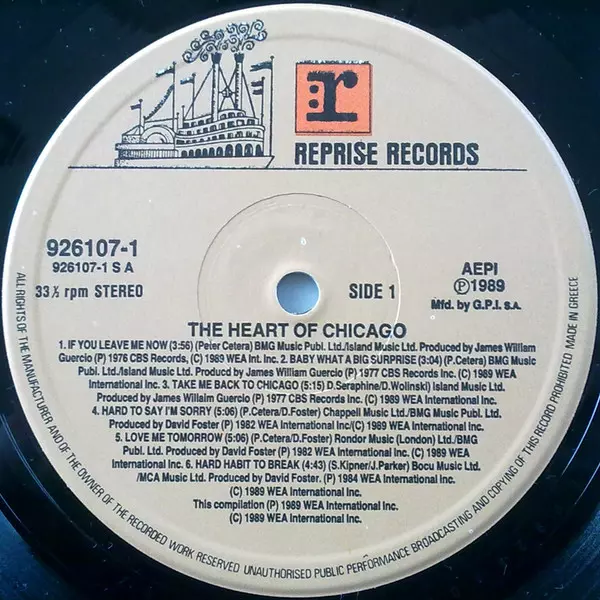 r
REPRISE RECORDS
926107-1
926107-1 S A
33⅓ rpm STEREO
SIDE 1
AEPI
Ⓟ1989
Mfd. by G.P.I. S.A.
THE HEART OF CHICAGO
1. IF YOU LEAVE ME NOW (3:56) (Peter Cetera) BMG Music Publ. Ltd./Island Music Ltd. Produced by James William
Guercio (P) 1976 CBS Records, (C) 1989 WEA Int. Inc. 2. BABY WHAT A BIG SURPRISE (3:04) (P.Cetera) BMG Music
Publ. Ltd./Island Music Ltd. Producd by James William Guercio (P) 1977 CBS Records Inc. (C) 1989 WEA
International Inc. 3. TAKE ME BACK TO CHICAGO (5:15) D.Seraphine/D.Wolinski) Island Music Ltd.
Produced by James Willaim Guercio (P) 1977 CBS Records Inc. (C) 1989 WEA International Inc.
4. HARD TO SAY I'M SORRY (5:06) (P.Cetera/D.Foster) Chappell Music Ltd./BMG Music Publ. Ltd.
Produced by David Foster (P) 1982 WEA International Inc/(C) 1989 WEA International Inc.
5. LOVE ME TOMORROW (5:06) (P.Cetera/D.Foster) Rondor Music (London) Ltd./BMG
Publ. Ltd. Produced by David Foster (P) 1982 WEA International Inc. (C) 1989 WEA
International Inc. 6. HARD HABIT TO BREAK (4:43) (S.Kipner/J.Parker) Bocu Music Ltd.
/MCA Music Ltd. Produced by David Foster. (P) 1984 WEA International Inc.
(C) 1989 WEA International Inc.
This compilation (P) 1989 WEA International Inc.
(C) 1989 WEA International Inc.
ALL RIGHTS OF THE MANUFACTURER AND OF THE OWNER OF THE RECORDED WORK RESERVED UNAUTHORISED PUBLIC PERFORMANCE BROADCASTING AND COPYING OF THIS RECORD PROHIBITED MADE IN GREECE